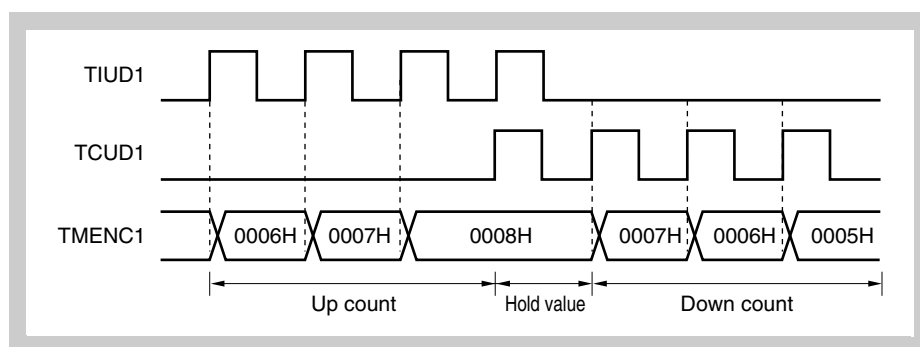 TIUD1
TCUD1
TMENC1 0006H 0007H 0008H 0007H 0006H 0005H
Up count Hold value Down count